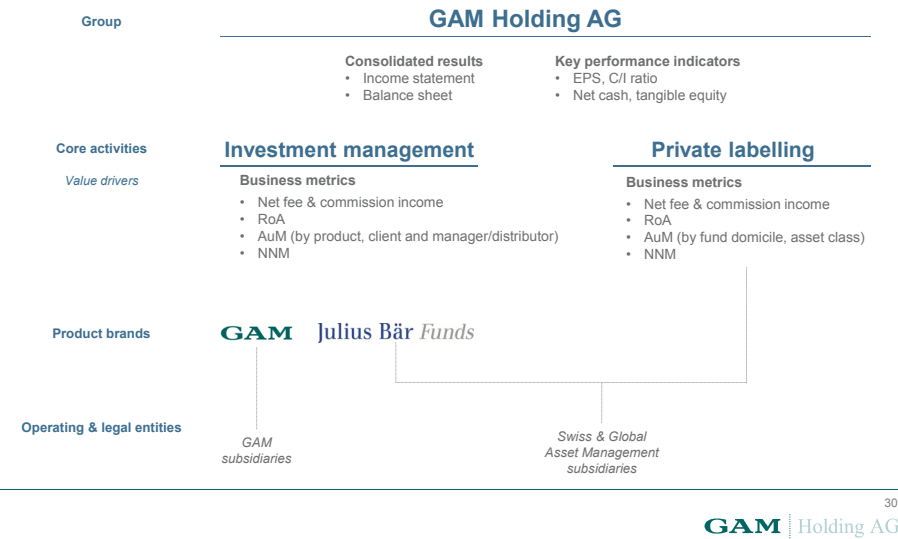 Group
GAM Holding AG
Consolidated results
• Income statement
• Balance sheet
Key performance indicators
• EPS, C/I ratio
• Net cash, tangible equity
Core activities
Value drivers
Investment management
Business metrics
• Net fee & commission income
• RoA
• AuM (by product, client and manager/distributor)
• NNM
Private labelling
Business metrics
• Net fee & commission income
• RoA
• AuM (by fund domicile, asset class)
• NNM
Product brands
GAM
Julius Bär Funds
Operating & legal entities
GAM
subsidiaries
Swiss & Global
Asset Management
subsidiaries
30
GAM Holding AG